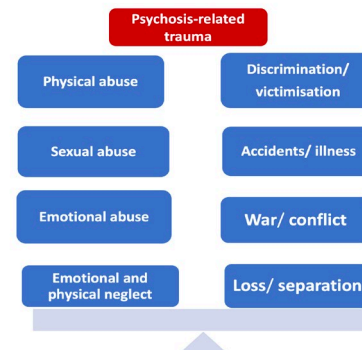 Psychosis-related
trauma
Physical abuse
Discrimination/
victimisation
Sexual abuse
Accidents/ illness
Emotional abuse
War/ conflict
Emotional and
physical neglect
Loss/ separation